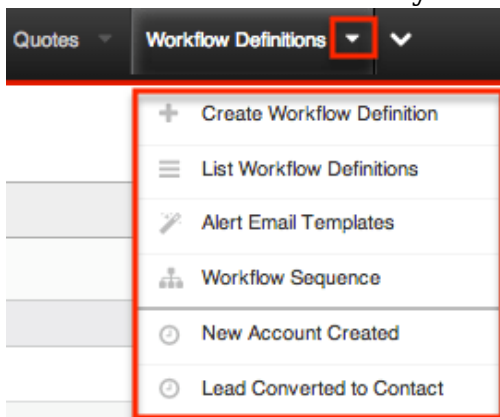 Quotes Workflow Definitions
Create Workflow Definition
List Workflow Definitions
Alert Email Templates
Workflow Sequence
New Account Created
Lead Converted to Contact